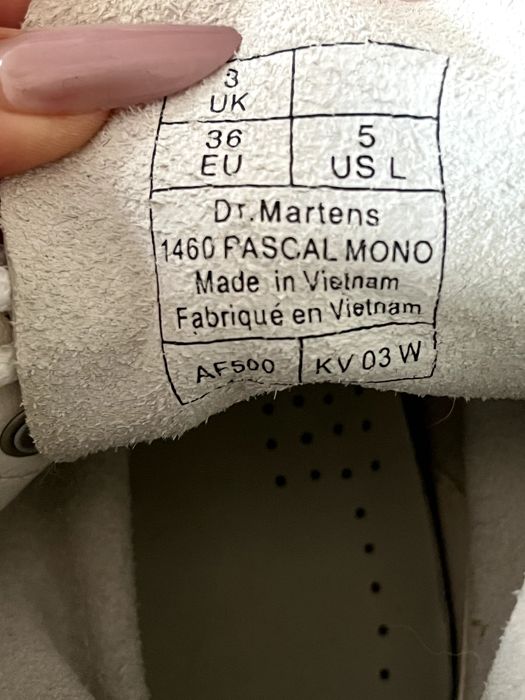 3
UK
36
EU
5
US L
Dr.Martens
1460 PASCAL MONO
Made in Vietnam
Fabriqué en Vietnam
AF500
KV 03 W